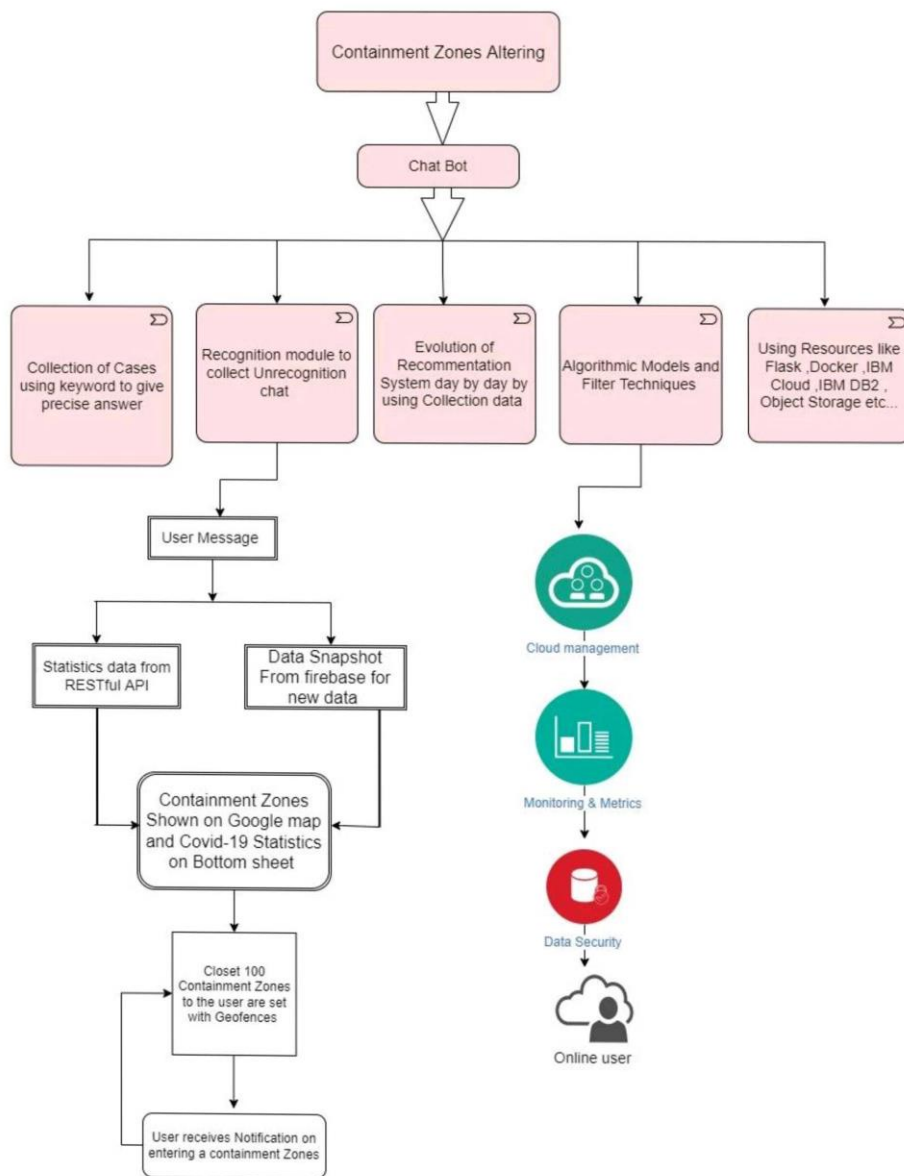 Containment Zones Altering
Chat Bot
Collection of Cases
using keyword to give
precise answer
Recognition module to
collect Unrecognition
chat
Evolution of
Recommentation
System day by day by
using Collection data
Algorithmic Models and
Filter Techniques
Using Resources like
Flask ,Docker ,IBM
Cloud ,IBM DB2 ,
Object Storage etc...
User Message
Statistics data from
RESTful API
Data Snapshot
From firebase for
new data
Containment Zones
Shown on Google map
and Covid-19 Statistics
on Bottom sheet
Closet 100
Containment Zones
to the user are set
with Geofences
User receives Notification on
entering a containment Zones
Cloud management
Monitoring & Metrics
Data Security
Online user